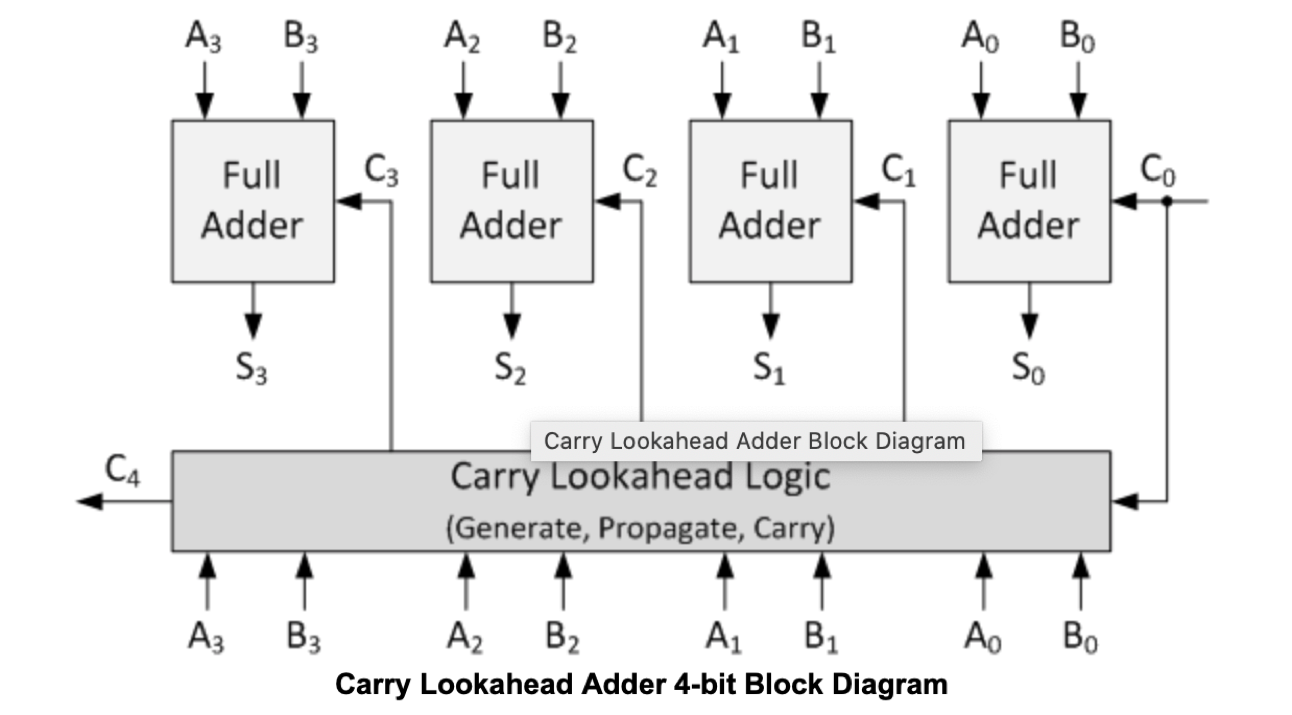 A₃ B₃ A₂ B₂ A₁ B₁ A₀ B₀
Full Adder C₃ Full Adder C₂ Full Adder C₁ Full Adder C₀
S₃ S₂ S₁ S₀
Carry Lookahead Adder Block Diagram
C₄ Carry Lookahead Logic
(Generate, Propagate, Carry)
A₃ B₃ A₂ B₂ A₁ B₁ A₀ B₀
Carry Lookahead Adder 4-bit Block Diagram